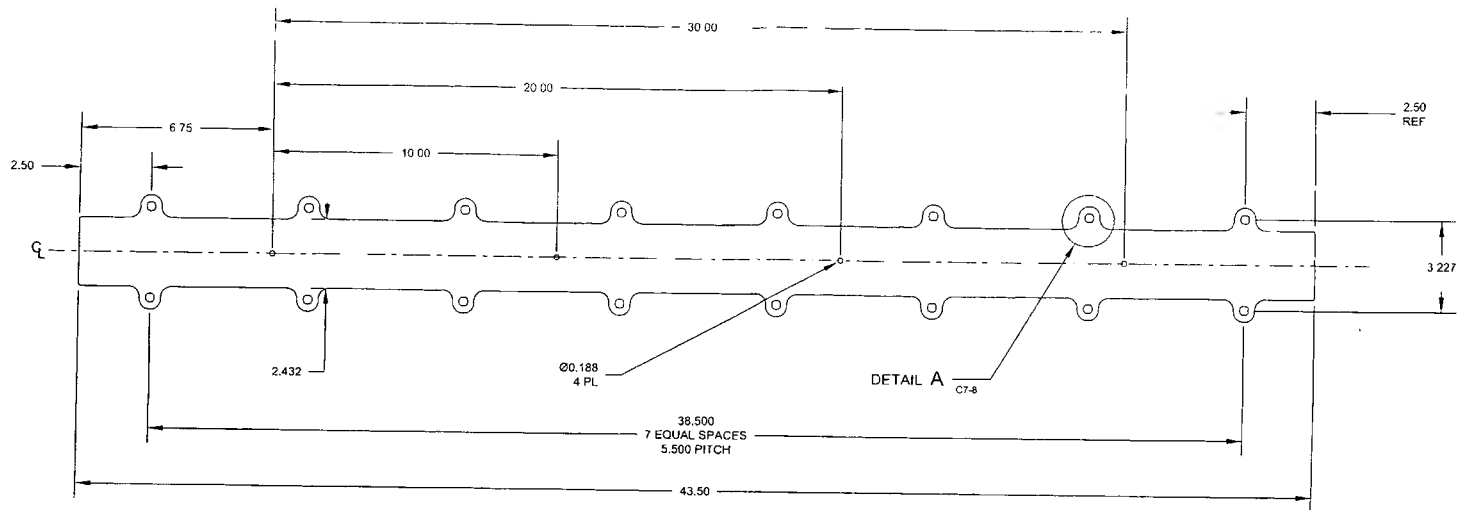 30 00
20 00
2.50
REF
6 75
10 00
2.50
℄
3 227
2.432
Ø0.188
4 PL
DETAIL A
C7-8
38.500
7 EQUAL SPACES
5.500 PITCH
43.50